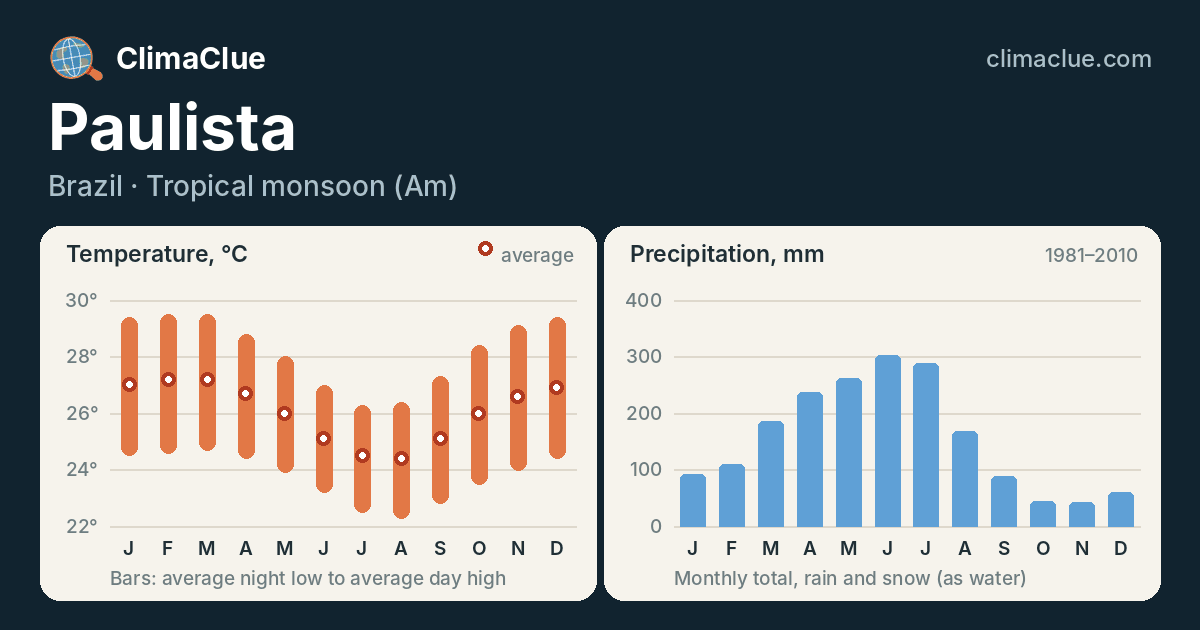 ClimaClue
climaclue.com
Paulista
Brazil · Tropical monsoon (Am)
Temperature, °C
average
30°
28°
26°
24°
22°
J F M A M J J A S O N D
Bars: average night low to average day high
Precipitation, mm
1981–2010
400
300
200
100
0
J F M A M J J A S O N D
Monthly total, rain and snow (as water)